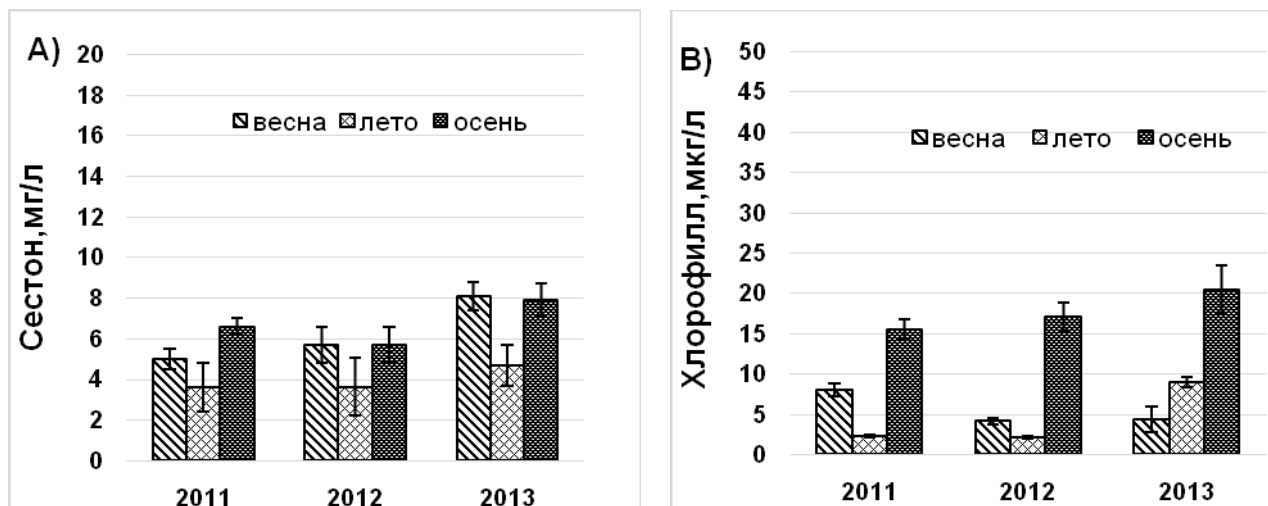 А)
Сестон,мг/л
20
18
16
14
12
10
8
6
4
2
0
весна лето осень
2011 2012 2013
В)
Хлорофилл,мкг/л
50
45
40
35
30
25
20
15
10
5
0
весна лето осень
2011 2012 2013